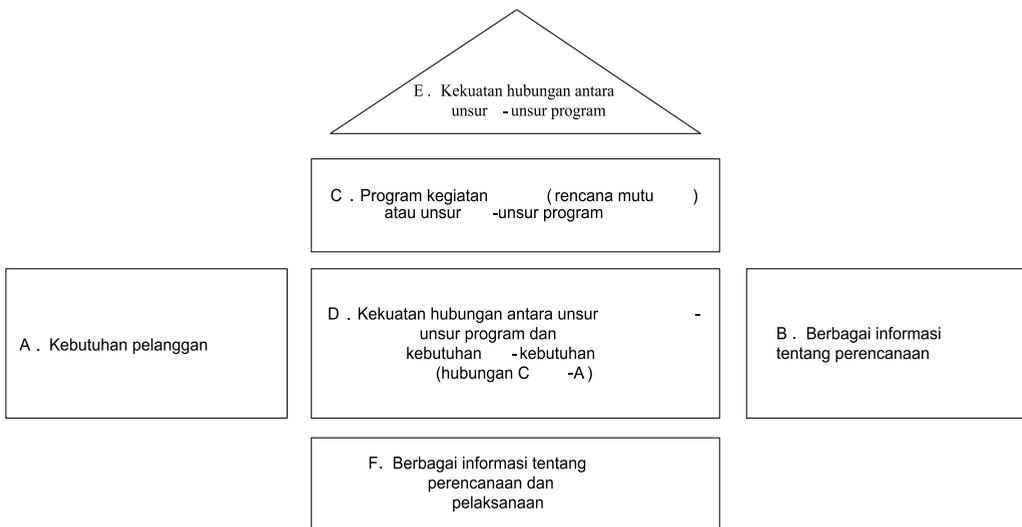 E. Kekuatan hubungan antara
unsur -unsur program
C. Program kegiatan (rencana mutu )
atau unsur -unsur program
A. Kebutuhan pelanggan
D. Kekuatan hubungan antara unsur -
unsur program dan
kebutuhan -kebutuhan
(hubungan C -A)
B. Berbagai informasi
tentang perencanaan
F. Berbagai informasi tentang
perencanaan dan
pelaksanaan